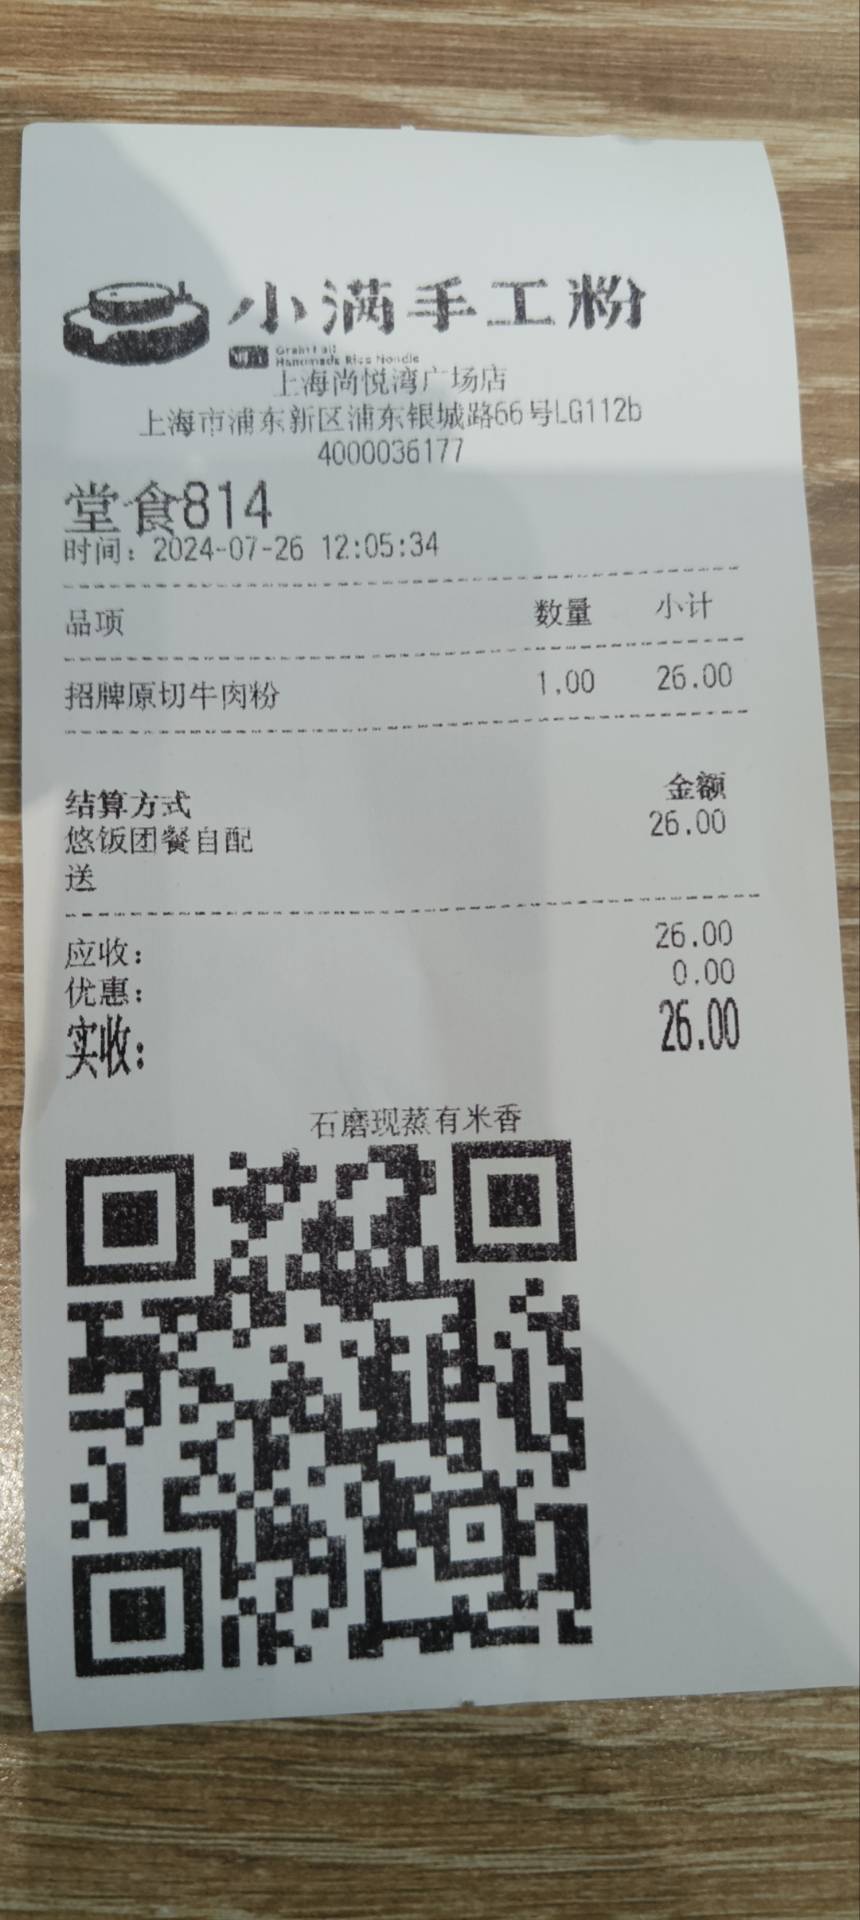 小满手工粉
Grain Full
Handmade Rice Noodle
上海尚悦湾广场店
上海市浦东新区浦东银城路66号LG112b
4000036177
堂食814
时间：2024-07-26 12:05:34
品项 数量 小计
招牌原切牛肉粉 1.00 26.00
结算方式 金额
悠饭团餐自配 26.00
送
应收： 26.00
优惠： 0.00
实收： 26.00
石磨现蒸有米香